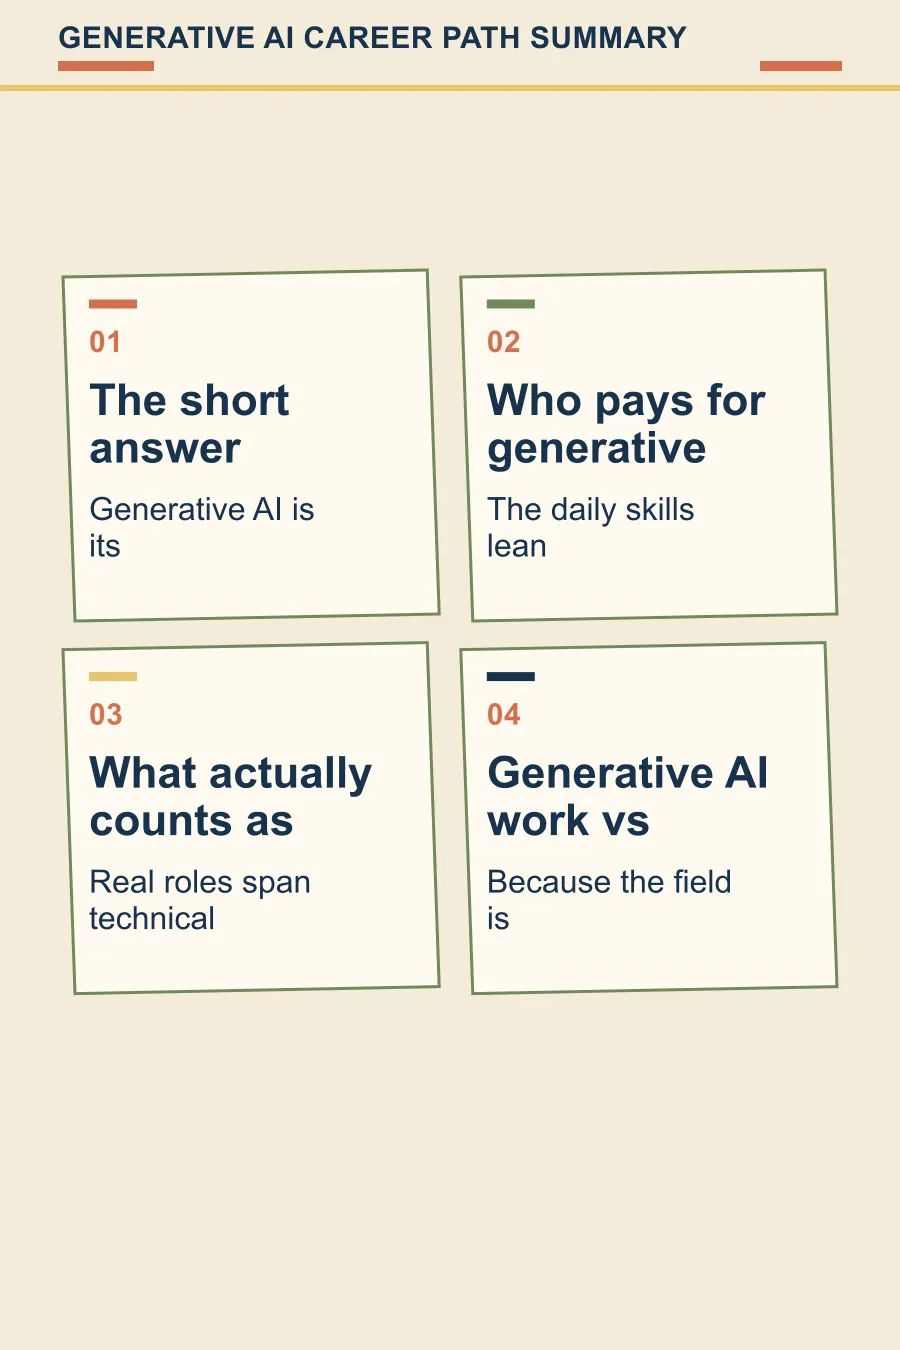 GENERATIVE AI CAREER PATH SUMMARY
01
The short
answer
Generative AI is
its
02
Who pays for
generative
The daily skills
lean
03
What actually
counts as
Real roles span
technical
04
Generative AI
work vs
Because the field
is